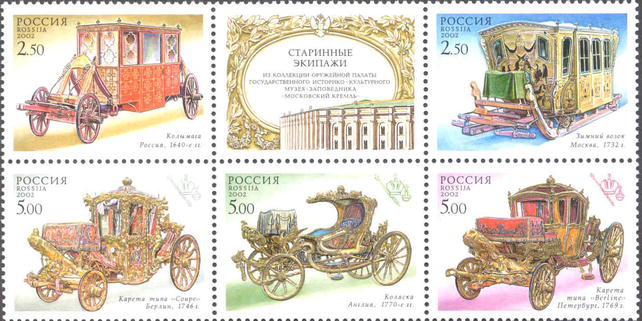 РОССИЯ
ROSSIJA
2002
2.50
Колымага
Россия, 1640-е гг.
СТАРИННЫЕ
ЭКИПАЖИ
ИЗ КОЛЛЕКЦИИ ОРУЖЕЙНОЙ ПАЛАТЫ
ГОСУДАРСТВЕННОГО ИСТОРИКО-КУЛЬТУРНОГО
МУЗЕЯ-ЗАПОВЕДНИКА
«МОСКОВСКИЙ КРЕМЛЬ»
РОССИЯ
ROSSIJA
2002
2.50
Зимний возок
Москва, 1732 г.
РОССИЯ
ROSSIJA
2002
5.00
Карета типа «Coupe»
Берлин, 1746 г.
РОССИЯ
ROSSIJA
2002
5.00
Коляска
Англия, 1770-е гг.
РОССИЯ
ROSSIJA
2002
5.00
Карета
типа «Berline»
Петербург, 1769 г.